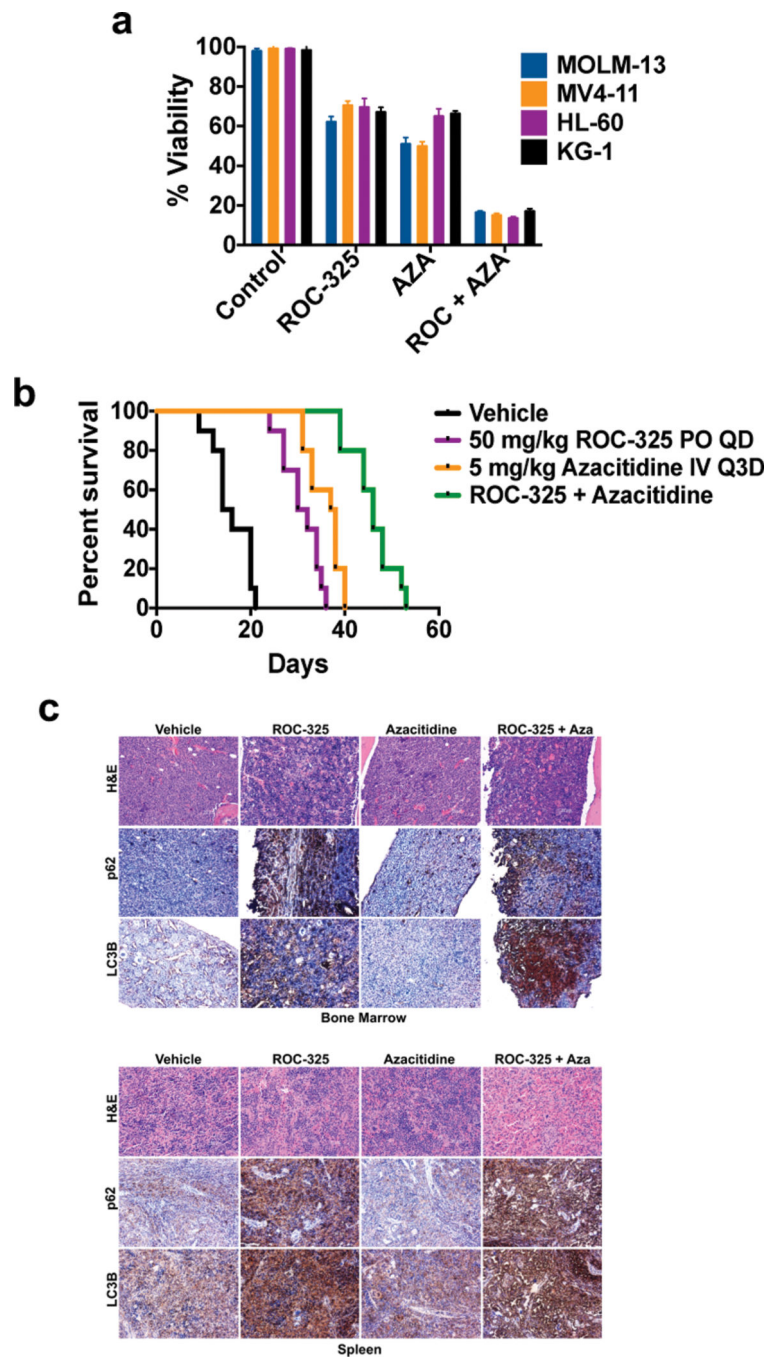 a
100
80
60
40
20
0
% Viability
MOLM-13
MV4-11
HL-60
KG-1
Control
ROC-325
AZA
ROC + AZA
b
100
80
60
40
20
0
Percent survival
0 20 40 60
Days
Vehicle
50 mg/kg ROC-325 PO QD
5 mg/kg Azacitidine IV Q3D
ROC-325 + Azacitidine
c
Vehicle ROC-325 Azacitidine ROC-325 + Aza
H&E
p62
LC3B
Bone Marrow
Vehicle ROC-325 Azacitidine ROC-325 + Aza
H&E
p62
LC3B
Spleen